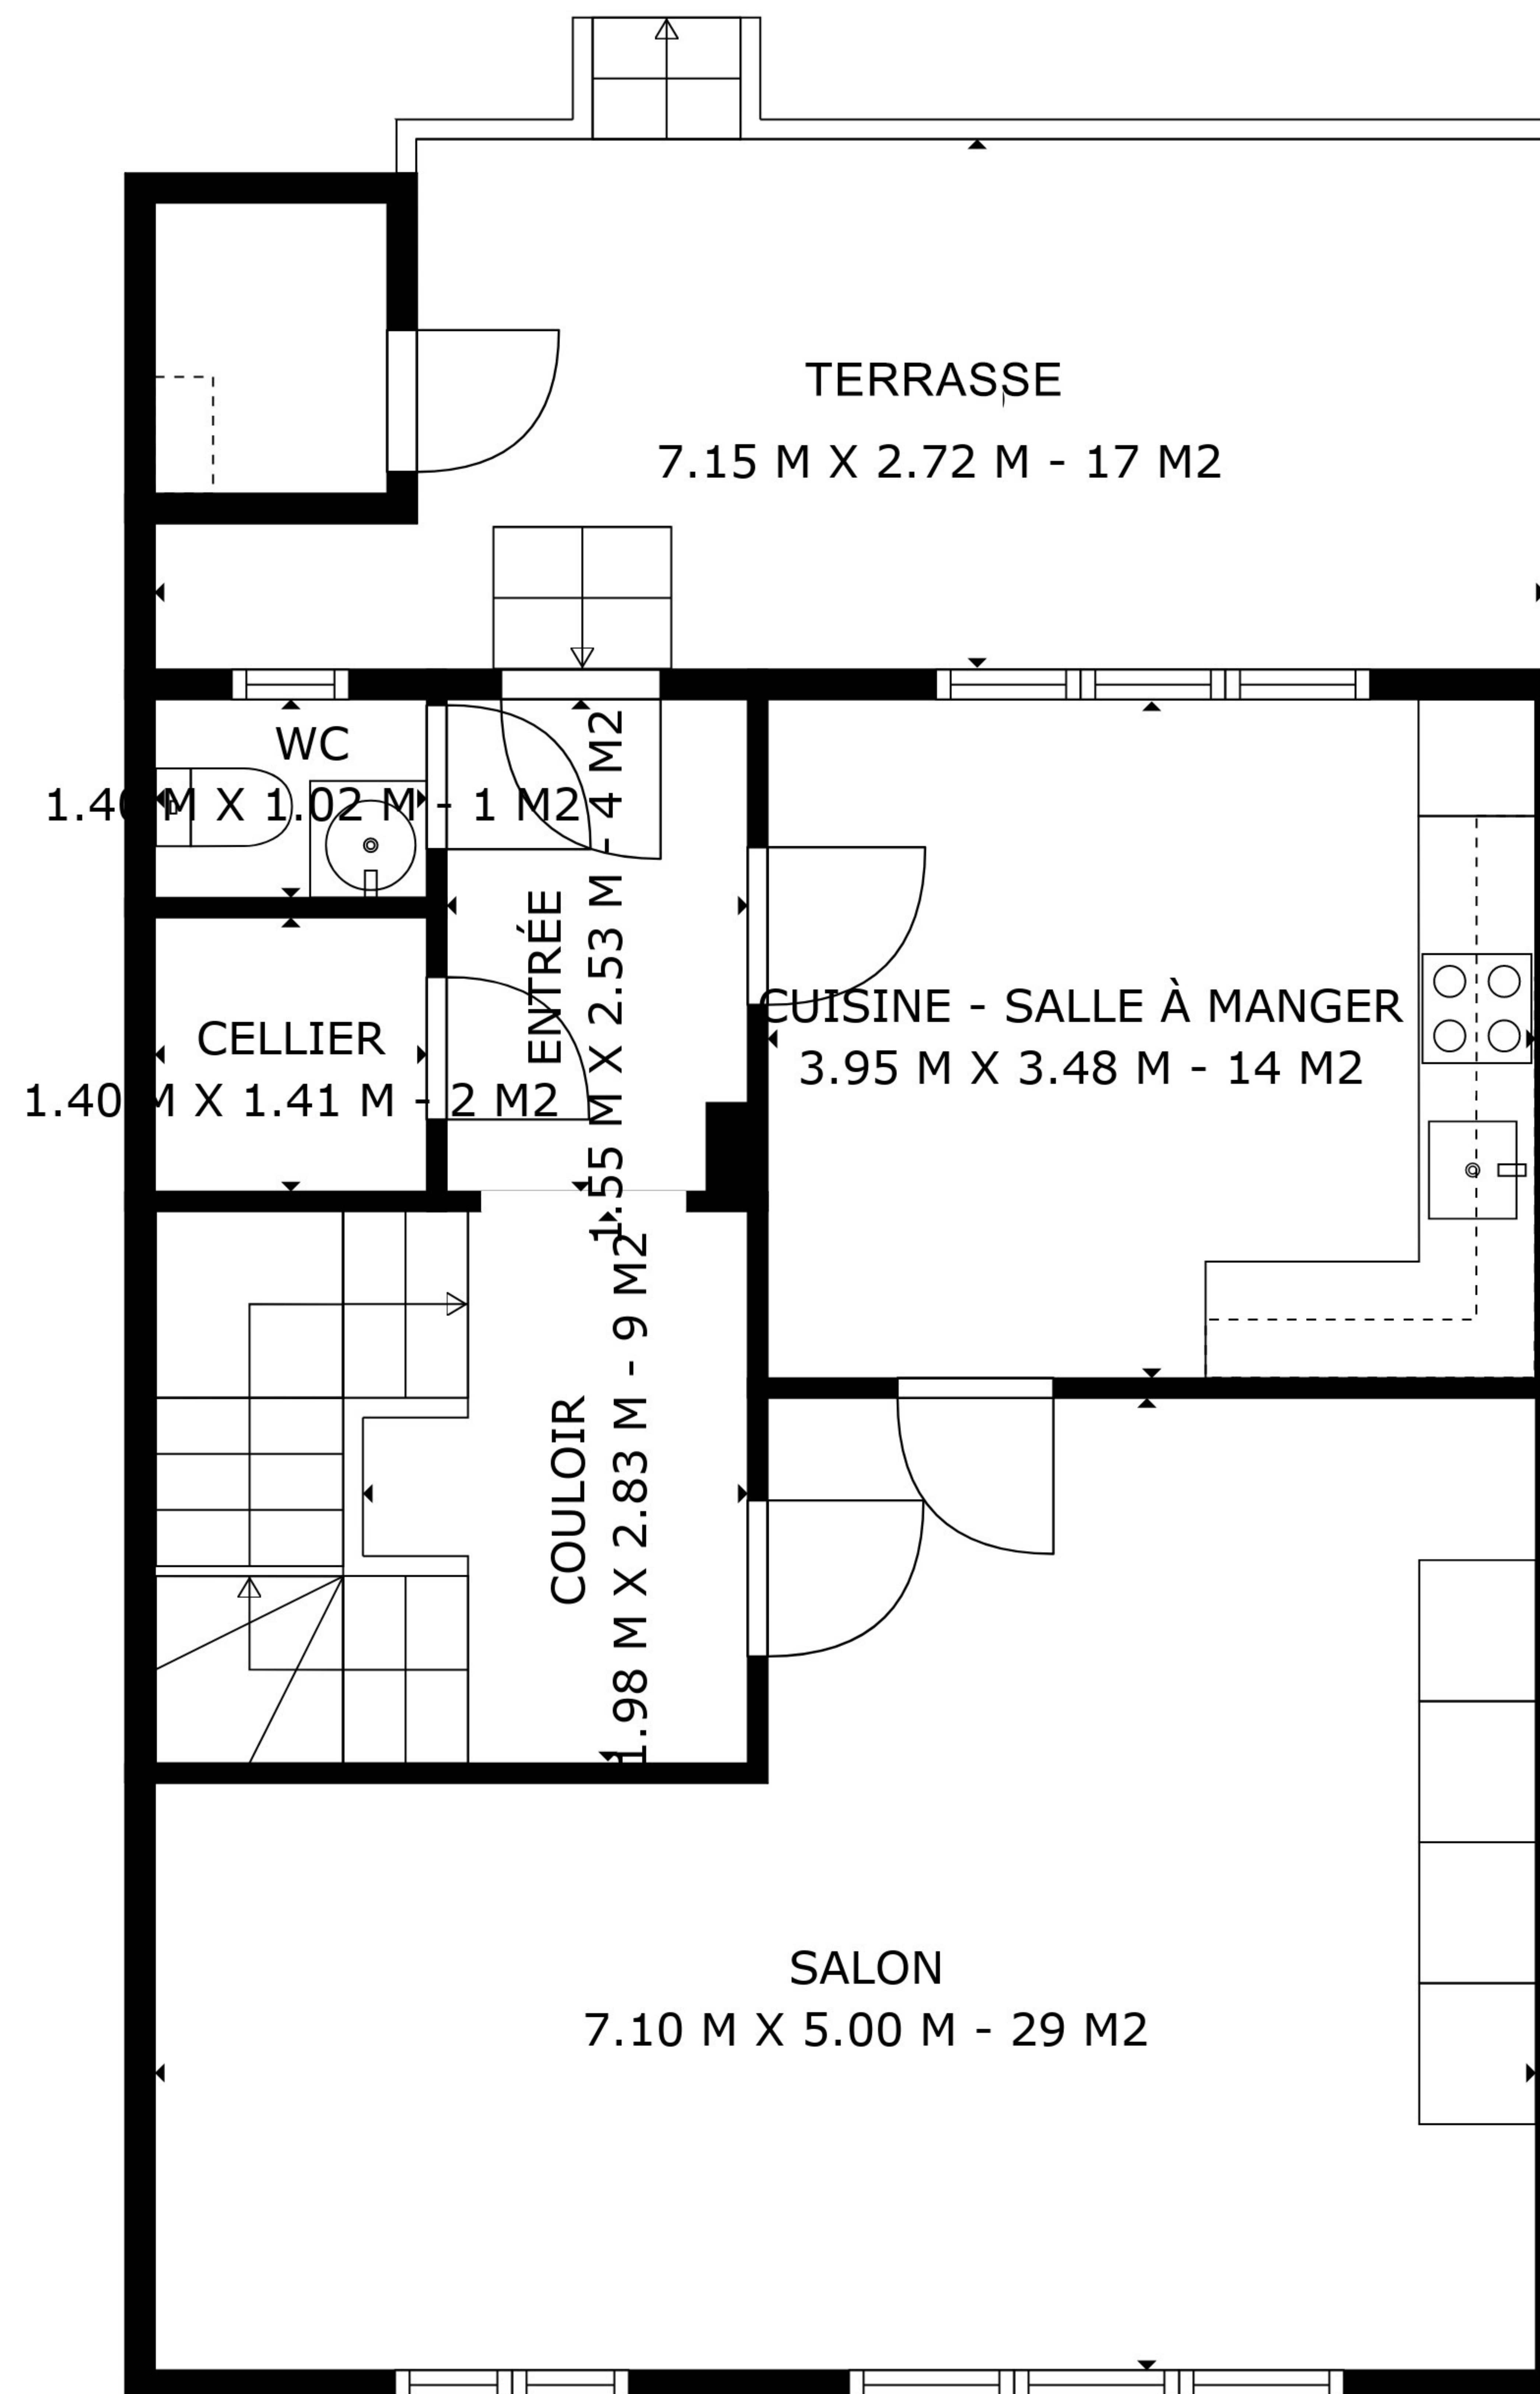 TERRASSE
7.15 M X 2.72 M - 17 M2
WC
1.40 M X 1.02 M - 1 M2
ENTRÉE
1.55 M X 2.53 M - 4 M2
CELLIER
1.40 M X 1.41 M - 2 M2
CUISINE - SALLE À MANGER
3.95 M X 3.48 M - 14 M2
COULOIR
1.98 M X 2.83 M - 9 M2
SALON
7.10 M X 5.00 M - 29 M2